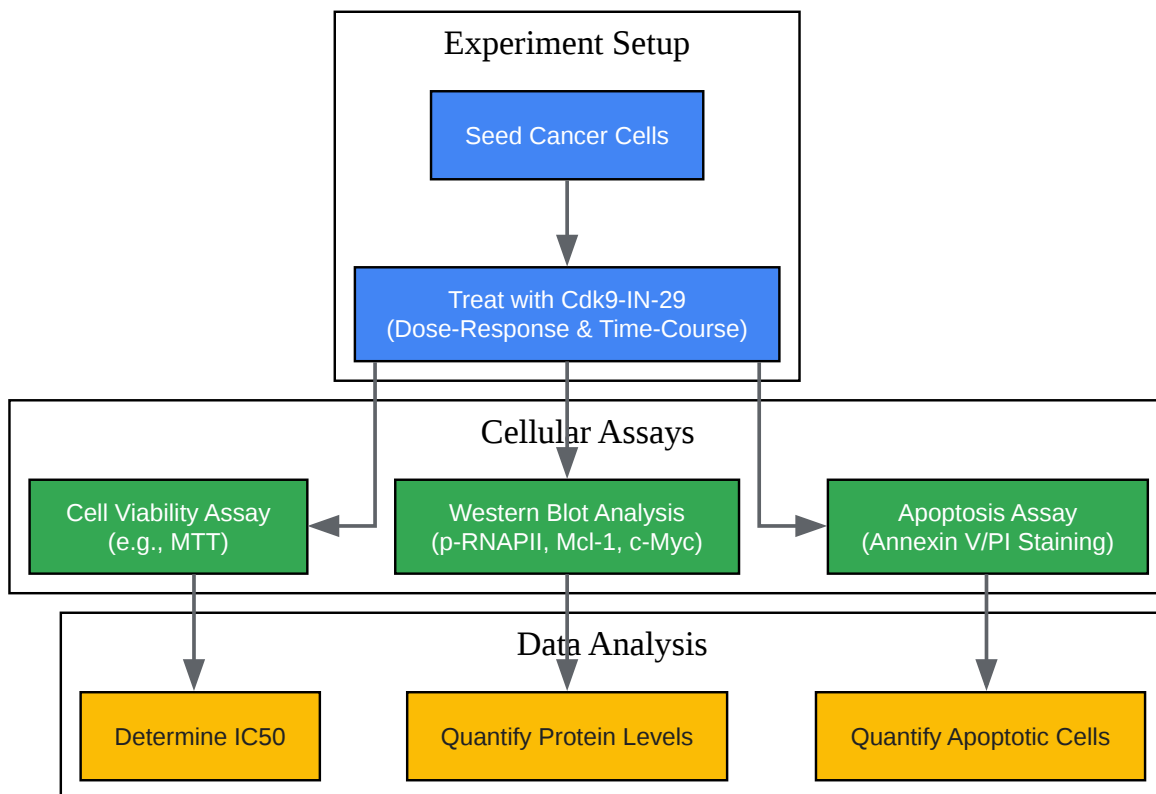 Experiment Setup
Seed Cancer Cells
Treat with Cdk9-IN-29
(Dose-Response & Time-Course)
Cellular Assays
Cell Viability Assay
(e.g., MTT)
Western Blot Analysis
(p-RNAPII, Mcl-1, c-Myc)
Apoptosis Assay
(Annexin V/PI Staining)
Data Analysis
Determine IC50
Quantify Protein Levels
Quantify Apoptotic Cells